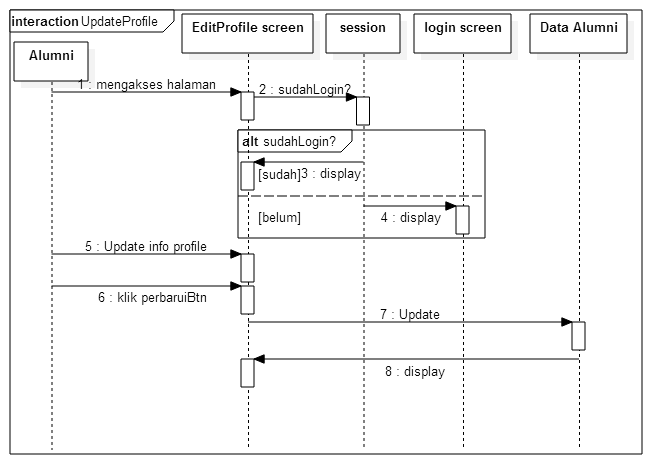 interaction UpdateProfile
EditProfile screen
session
login screen
Data Alumni
Alumni
1 : mengakses halaman
2 : sudahLogin?
alt sudahLogin?
[sudah]
3 : display
[belum]
4 : display
5 : Update info profile
6 : klik perbaruiBtn
7 : Update
8 : display